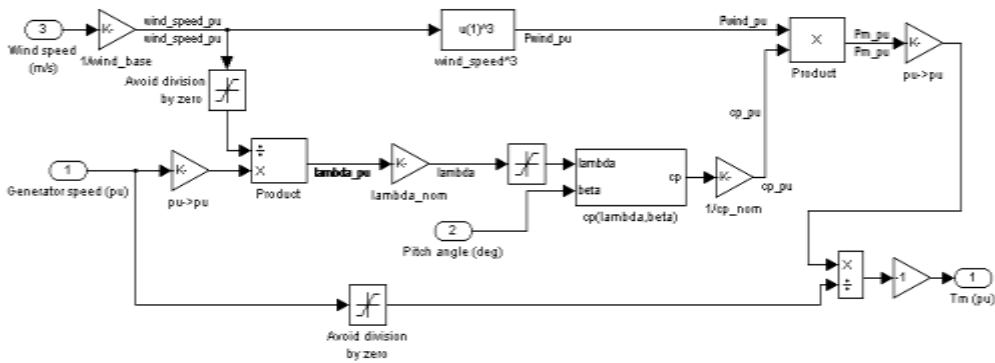 3
Wind speed
(m/s)
K-
1/wind_base
wind_speed_pu
wind_speed_pu
u(1)^3
wind_speed^3
Pwind_pu
Pwind_pu
X
Product
Pm_pu
Pm_pu
K-
pu->pu
Avoid division
by zero
cp_pu
1
Generator speed (pu)
K-
pu->pu
÷
X
Product
lambda_pu
K-
lambda_nom
lambda
lambda
beta
cp
cp(lambda,beta)
K-
1/cp_nom
cp_pu
2
Pitch angle (deg)
X
÷
-1
1
Tm (pu)
Avoid division
by zero